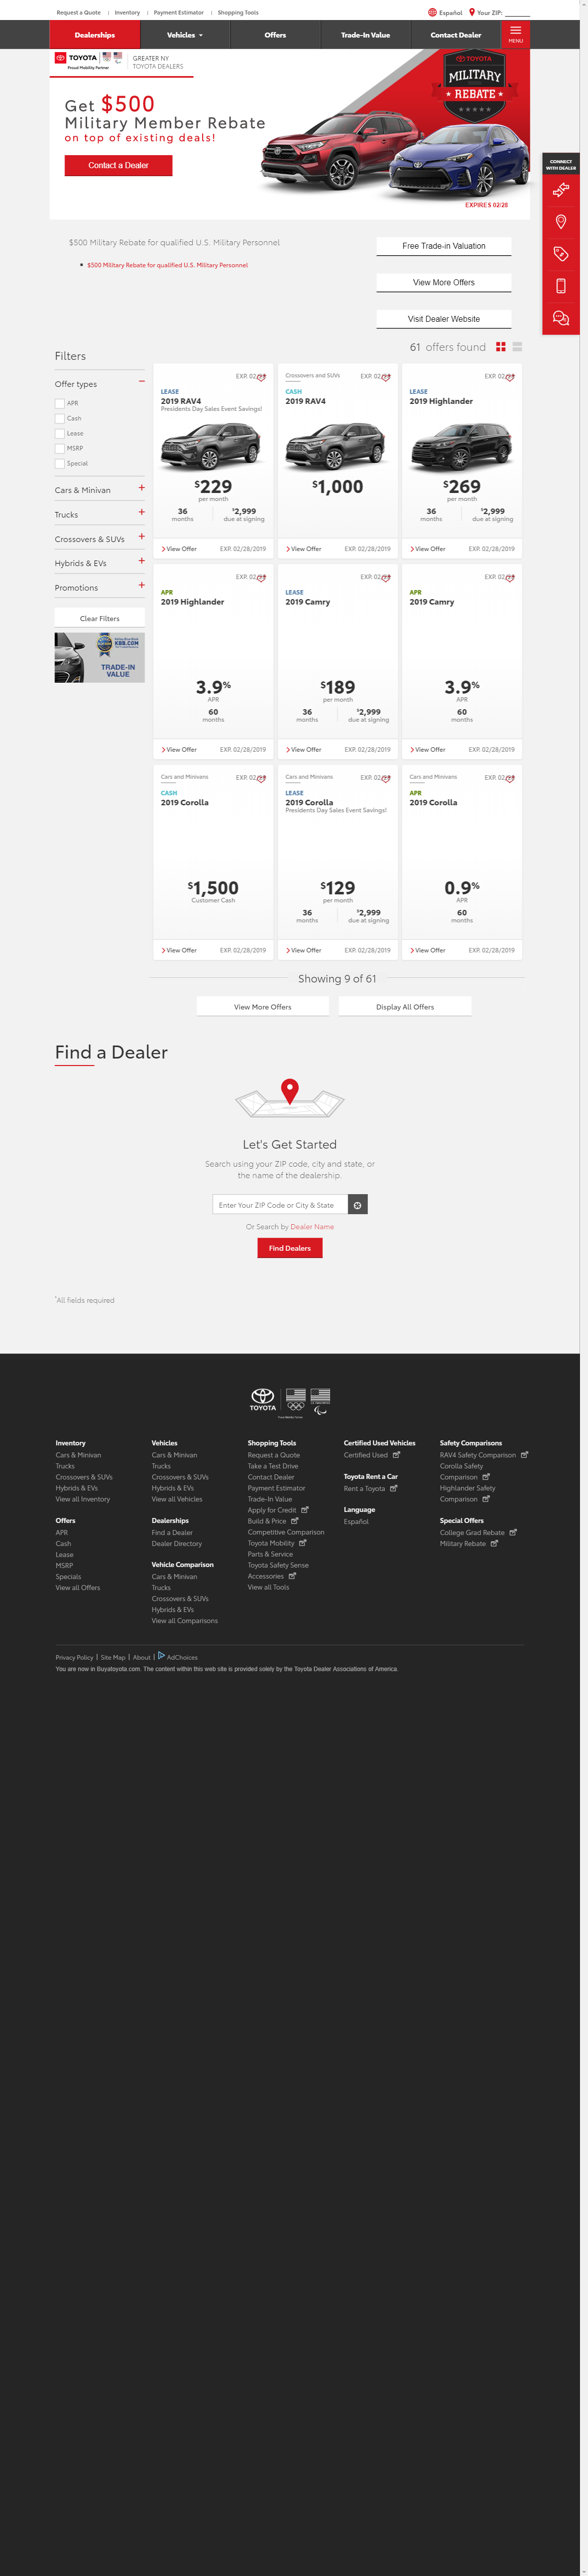 Request a Quote | Inventory | Payment Estimator | Shopping Tools
Español Your ZIP:
Dealerships Vehicles Offers Trade-In Value Contact Dealer MENU
TOYOTA
Proud Mobility Partner
GREATER NY
TOYOTA DEALERS
Get $500
Military Member Rebate
on top of existing deals!
Contact a Dealer
TOYOTA
MILITARY
REBATE
EXPIRES 02/28
CONNECT
WITH DEALER
$500 Military Rebate for qualified U.S. Military Personnel
$500 Military Rebate for qualified U.S. Military Personnel
Free Trade-in Valuation
View More Offers
Visit Dealer Website
61 offers found
Filters
Offer types
APR
Cash
Lease
MSRP
Special
Cars & Minivan
Trucks
Crossovers & SUVs
Hybrids & EVs
Promotions
Clear Filters
KBB.COM
TRADE-IN
VALUE
EXP. 02/28
LEASE
2019 RAV4
Presidents Day Sales Event Savings!
$229
per month
36 months
$2,999 due at signing
View Offer EXP. 02/28/2019
Crossovers and SUVs EXP. 02/28
CASH
2019 RAV4
$1,000
View Offer EXP. 02/28/2019
EXP. 02/28
LEASE
2019 Highlander
$269
per month
36 months
$2,999 due at signing
View Offer EXP. 02/28/2019
EXP. 02/28
APR
2019 Highlander
3.9%
APR
60
months
View Offer EXP. 02/28/2019
EXP. 02/28
LEASE
2019 Camry
$189
per month
36 months
$2,999 due at signing
View Offer EXP. 02/28/2019
EXP. 02/28
APR
2019 Camry
3.9%
APR
60
months
View Offer EXP. 02/28/2019
Cars and Minivans EXP. 02/28
CASH
2019 Corolla
$1,500
Customer Cash
View Offer EXP. 02/28/2019
Cars and Minivans EXP. 02/28
LEASE
2019 Corolla
Presidents Day Sales Event Savings!
$129
per month
36 months
$2,999 due at signing
View Offer EXP. 02/28/2019
Cars and Minivans EXP. 02/28
APR
2019 Corolla
0.9%
APR
60
months
View Offer EXP. 02/28/2019
Showing 9 of 61
View More Offers
Display All Offers
Find a Dealer
Let's Get Started
Search using your ZIP code, city and state, or
the name of the dealership.
Enter Your ZIP Code or City & State
Or Search by Dealer Name
Find Dealers
*All fields required
TOYOTA
Inventory
Cars & Minivan
Trucks
Crossovers & SUVs
Hybrids & EVs
View all Inventory
Offers
APR
Cash
Lease
MSRP
Specials
View all Offers
Vehicles
Cars & Minivan
Trucks
Crossovers & SUVs
Hybrids & EVs
View all Vehicles
Dealerships
Find a Dealer
Dealer Directory
Vehicle Comparison
Cars & Minivan
Trucks
Crossovers & SUVs
Hybrids & EVs
View all Comparisons
Shopping Tools
Request a Quote
Take a Test Drive
Contact Dealer
Payment Estimator
Trade-In Value
Apply for Credit
Build & Price
Competitive Comparison
Toyota Mobility
Parts & Service
Toyota Safety Sense
Accessories
View all Tools
Certified Used Vehicles
Certified Used
Toyota Rent a Car
Rent a Toyota
Language
Español
Safety Comparisons
RAV4 Safety Comparison
Corolla Safety
Comparison
Highlander Safety
Comparison
Special Offers
College Grad Rebate
Military Rebate
Privacy Policy | Site Map | About | AdChoices
You are now in Buyatoyota.com. The content within this web site is provided solely by the Toyota Dealer Associations of America.